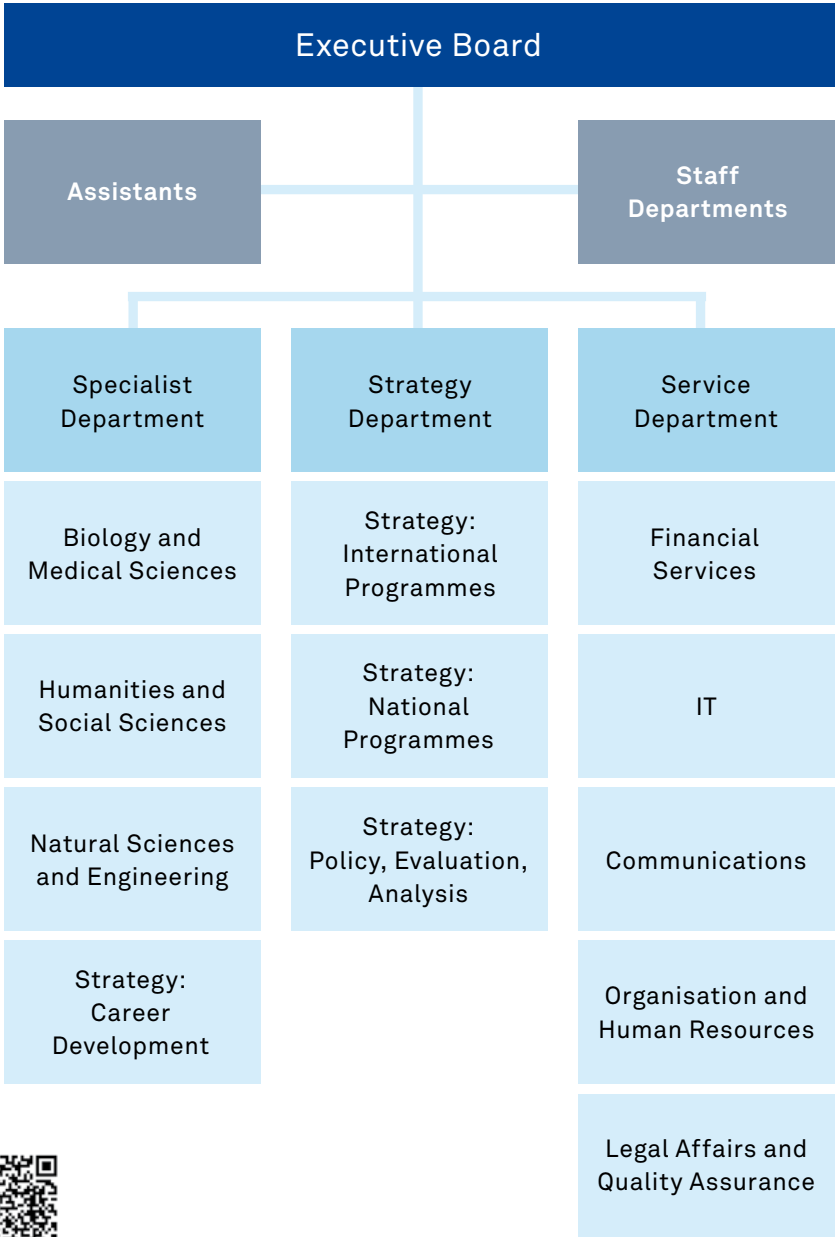 Executive Board
Assistants
Staff
Departments
Specialist
Department
Biology and
Medical Sciences
Humanities and
Social Sciences
Natural Sciences
and Engineering
Strategy:
Career
Development
Strategy
Department
Strategy:
International
Programmes
Strategy:
National
Programmes
Strategy:
Policy, Evaluation,
Analysis
Service
Department
Financial
Services
IT
Communications
Organisation and
Human Resources
Legal Affairs and
Quality Assurance